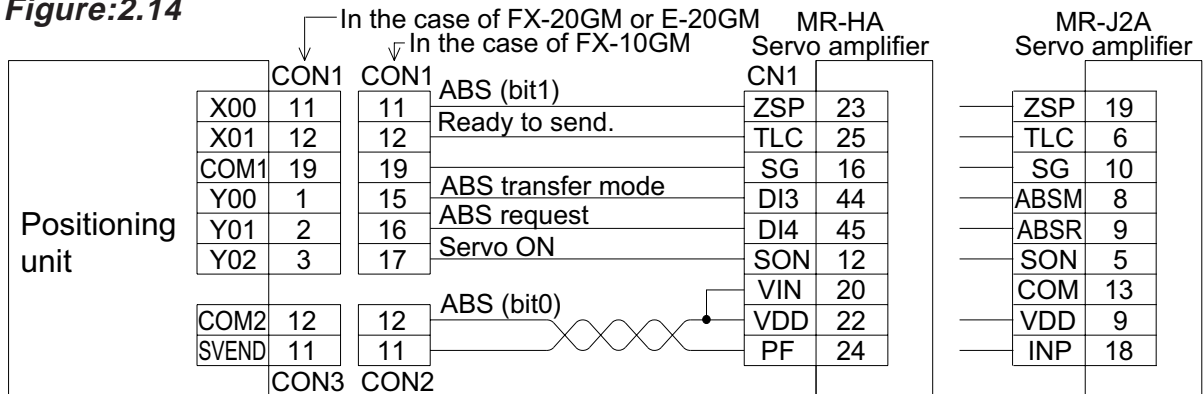 Figure:2.14
In the case of FX-20GM or E-20GM
In the case of FX-10GM
MR-HA
Servo amplifier
MR-J2A
Servo amplifier
CON1 CON1 CN1
X00 11 11 ABS (bit1) ZSP 23 ZSP 19
X01 12 12 Ready to send. TLC 25 TLC 6
COM1 19 19 SG 16 SG 10
Y00 1 15 ABS transfer mode DI3 44 ABSM 8
Positioning unit
Y01 2 16 ABS request DI4 45 ABSR 9
Y02 3 17 Servo ON SON 12 SON 5
VIN 20 COM 13
COM2 12 12 ABS (bit0) VDD 22 VDD 9
SVEND 11 11 PF 24 INP 18
CON3 CON2